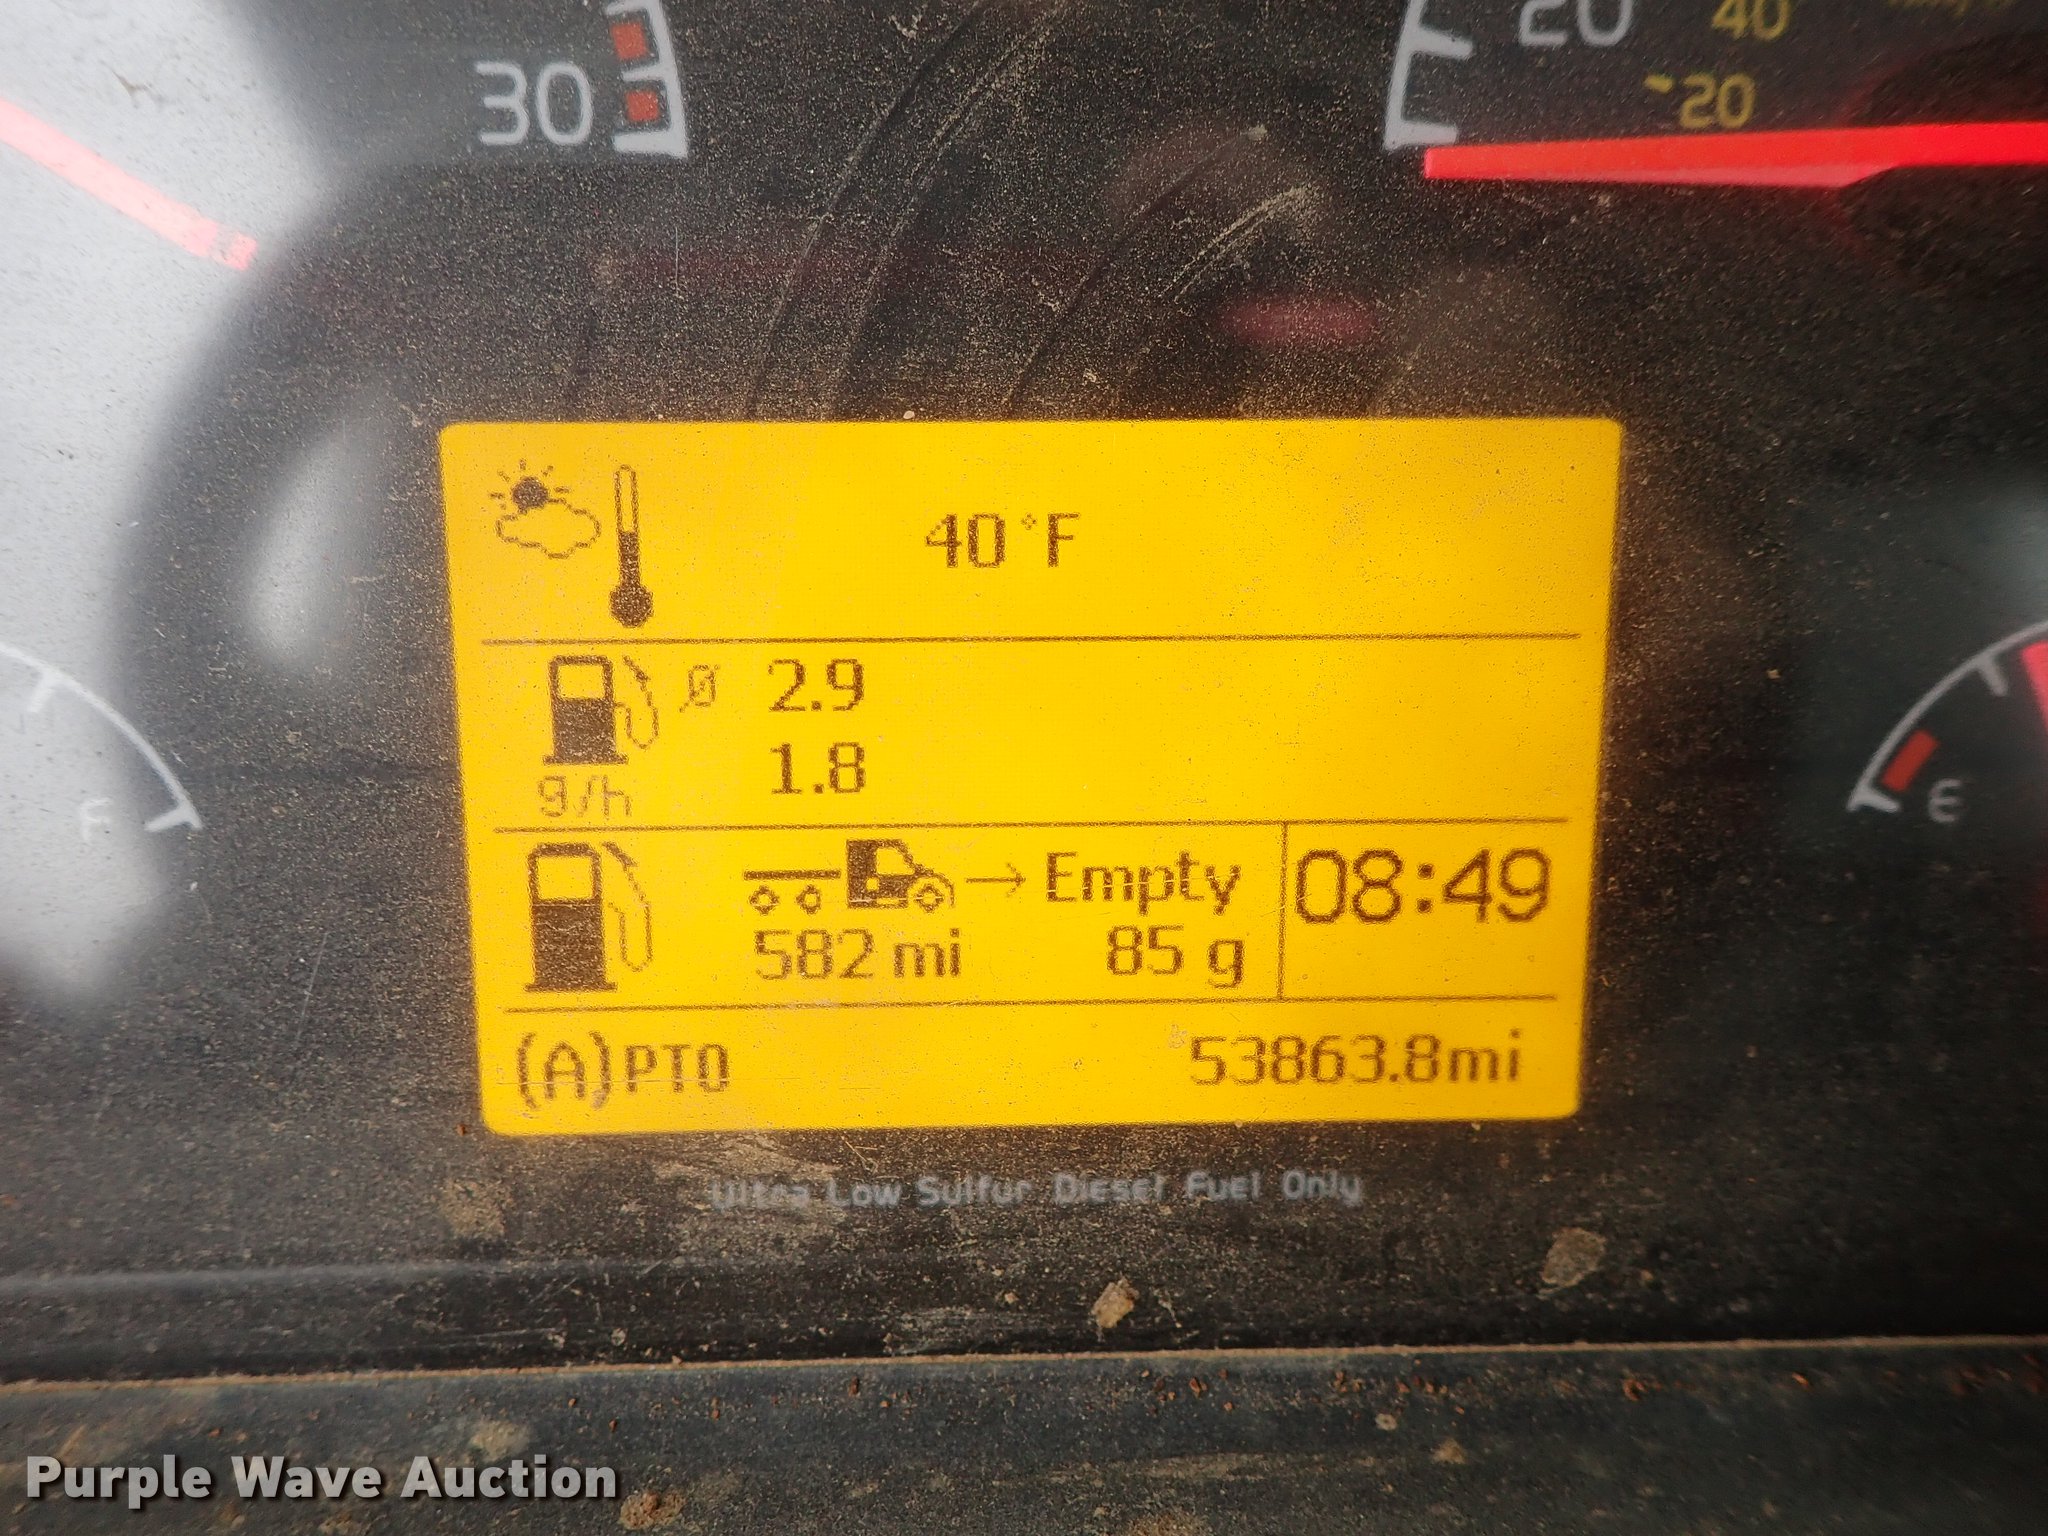 30
20
40
20
40°F
Ø 2.9
1.8
g/h
Empty
08:49
582 mi
85 g
(A)PTO
53863.8mi
Ultra Low Sulfur Diesel Fuel Only
Purple Wave Auction